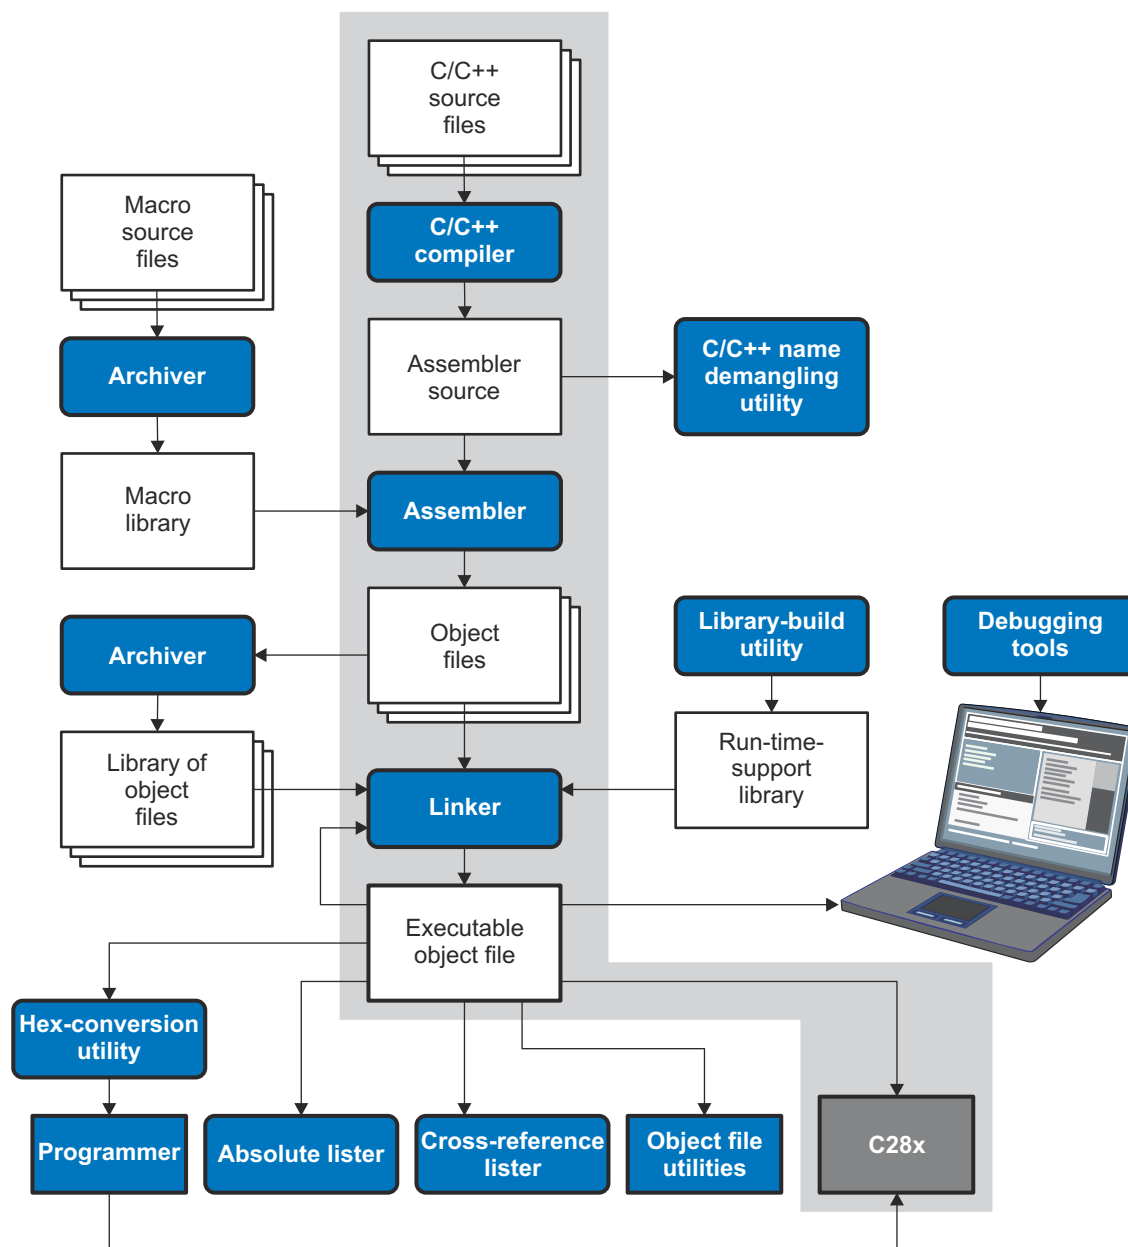 C/C++
source
files
Macro
source
files
C/C++
compiler
Archiver
Assembler
source
C/C++ name
demangling
utility
Macro
library
Assembler
Archiver
Object
files
Library-build
utility
Debugging
tools
Library of
object
files
Linker
Run-time-
support
library
Executable
object file
Hex-conversion
utility
Programmer
Absolute lister
Cross-reference
lister
Object file
utilities
C28x